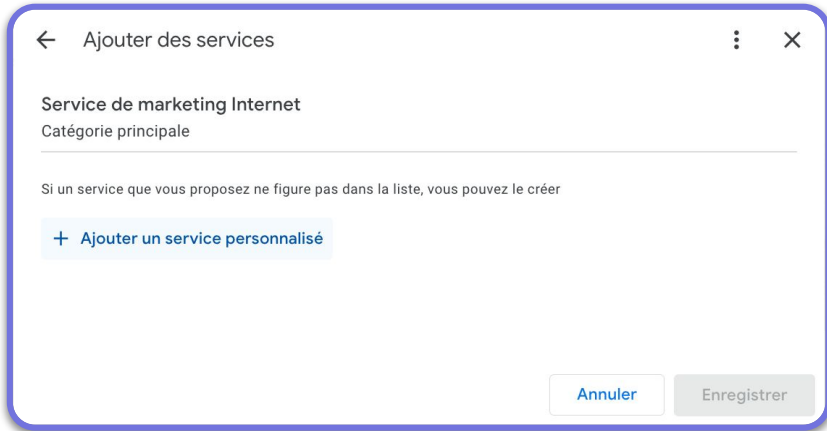 Ajouter des services
Service de marketing Internet
Catégorie principale
Si un service que vous proposez ne figure pas dans la liste, vous pouvez le créer
+ Ajouter un service personnalisé
Annuler
Enregistrer